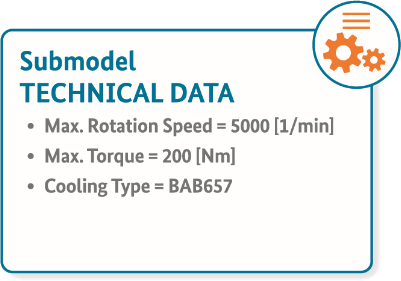 Submodel
TECHNICAL DATA
• Max. Rotation Speed = 5000 [1/min]
• Max. Torque = 200 [Nm]
• Cooling Type = BAB657